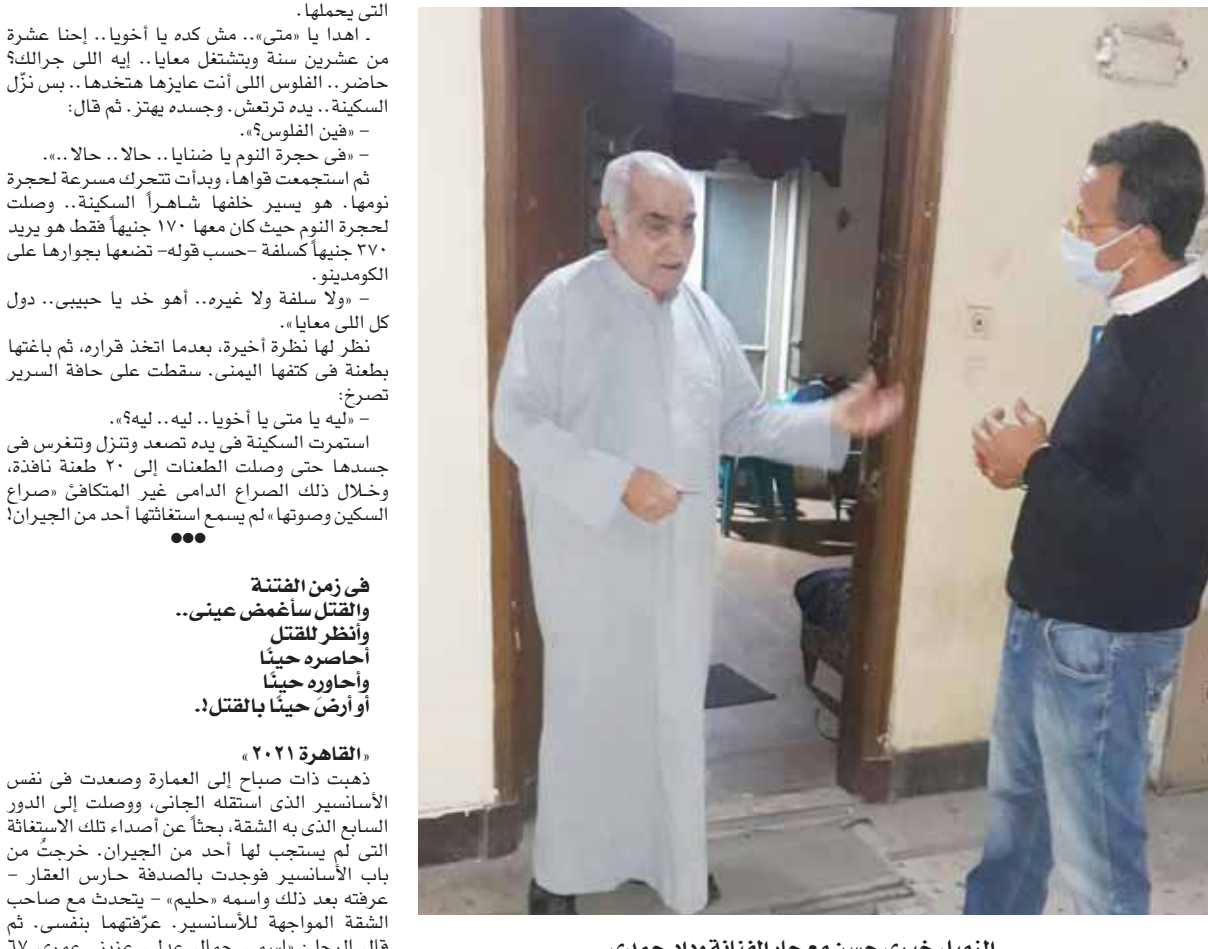 التى يحملها.
ـ اهدا يا «متى».. مش كده يا أخويا.. إحنا عشرة
من عشرين سنة وبتشتغل معايا.. إيه اللى جرالك؟
حاضر.. الفلوس اللى أنت عايزها هتخدها.. بس نزّل
السكينة.. يده ترتعش. وجسده يهتز. ثم قال:
– «فين الفلوس؟».
– «فى حجرة النوم يا ضنايا.. حالا.. حالا..».
ثم استجمعت قواها، وبدأت تتحرك مسرعة لحجرة
نومها. هو يسير خلفها شاهراً السكينة.. وصلت
لحجرة النوم حيث كان معها ١٧٠ جنيهاً فقط هو يريد
٣٧٠ جنيهاً كسلفة –حسب قوله– تضعها بجوارها على
الكومدينو.
– «ولا سلفة ولا غيره.. أهو خد يا حبيبى.. دول
كل اللى معايا».
نظر لها نظرة أخيرة، بعدما اتخذ قراره، ثم باغتها
بطعنة فى كتفها اليمنى. سقطت على حافة السرير
تصرخ:
– «ليه يا متى يا أخويا.. ليه.. ليه؟».
استمرت السكينة فى يده تصعد وتنزل وتنغرس فى
جسدها حتى وصلت الطعنات إلى ٢٠ طعنة نافذة،
وخلال ذلك الصراع الدامى غير المتكافئ «صراع
السكين وصوتها» لم يسمع استغاثتها أحد من الجيران!
●●●
فى زمن الفتنة
والقتل سأغمض عينى..
وأنظر للقتل
أحاصره حينًا
وأحاوره حينًا
أو أرضَ حينًا بالقتل!.
«القاهرة ٢٠٢١»
ذهبت ذات صباح إلى العمارة وصعدت فى نفس
الأسانسير الذى استقله الجانى، ووصلت إلى الدور
السابع الذى به الشقة، بحثاً عن أصداء تلك الاستغاثة
التى لم يستجب لها أحد من الجيران. خرجتُ من
باب الأسانسير فوجدت بالصدفة حارس العقار –
عرفته بعد ذلك واسمه «حليم» – يتحدث مع صاحب
الشقة المواجهة للأسانسير. عرّفتهما بنفسى. ثم